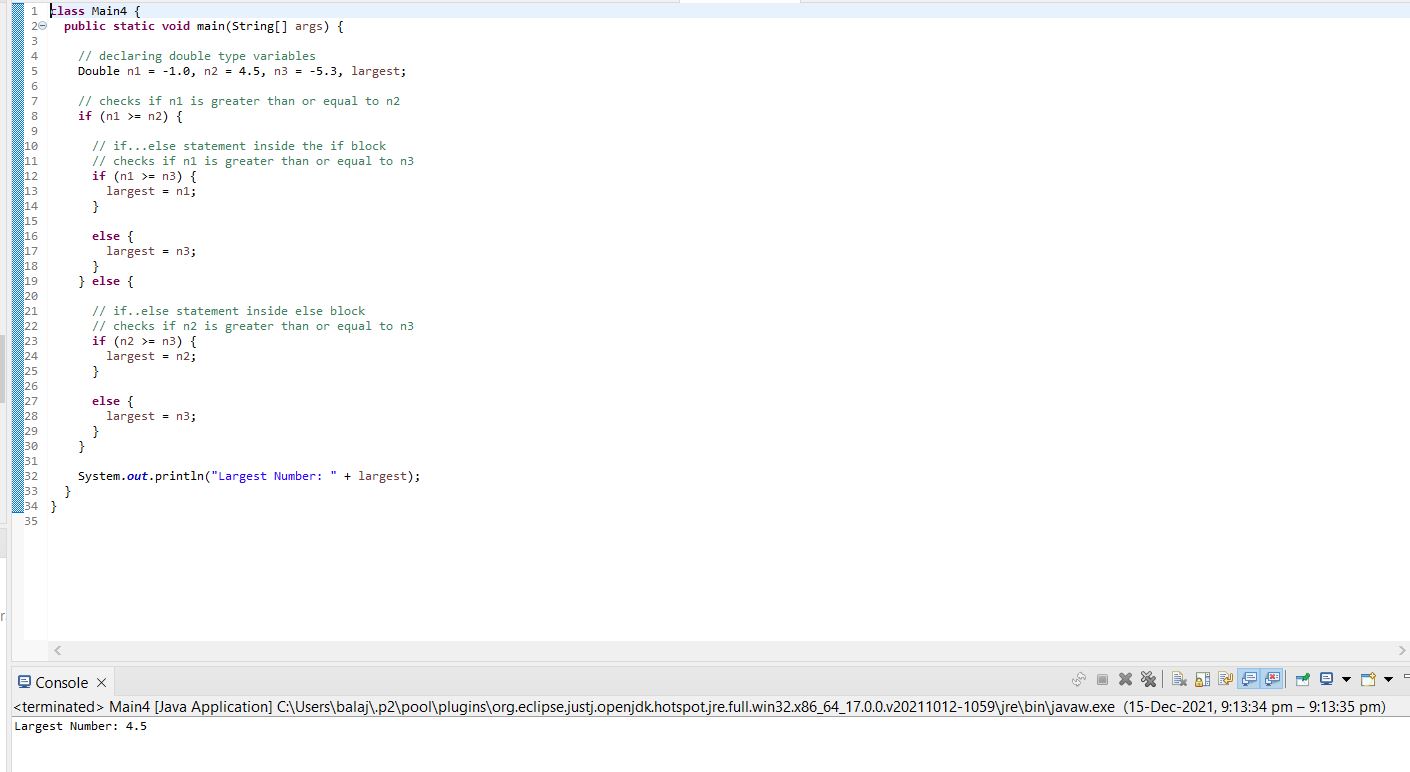 1 class Main4 {
2 public static void main(String[] args) {
3
4 // declaring double type variables
5 Double n1 = -1.0, n2 = 4.5, n3 = -5.3, largest;
6
7 // checks if n1 is greater than or equal to n2
8 if (n1 >= n2) {
9
10 // if...else statement inside the if block
11 // checks if n1 is greater than or equal to n3
12 if (n1 >= n3) {
13 largest = n1;
14 }
15
16 else {
17 largest = n3;
18 }
19 } else {
20
21 // if..else statement inside else block
22 // checks if n2 is greater than or equal to n3
23 if (n2 >= n3) {
24 largest = n2;
25 }
26
27 else {
28 largest = n3;
29 }
30 }
31
32 System.out.println("Largest Number: " + largest);
33 }
34 }
35
Console
<terminated> Main4 [Java Application] C:\Users\balaj\.p2\pool\plugins\org.eclipse.justj.openjdk.hotspot.jre.full.win32.x86_64_17.0.0.v20211012-1059\jre\bin\javaw.exe (15-Dec-2021, 9:13:34 pm – 9:13:35 pm)
Largest Number: 4.5